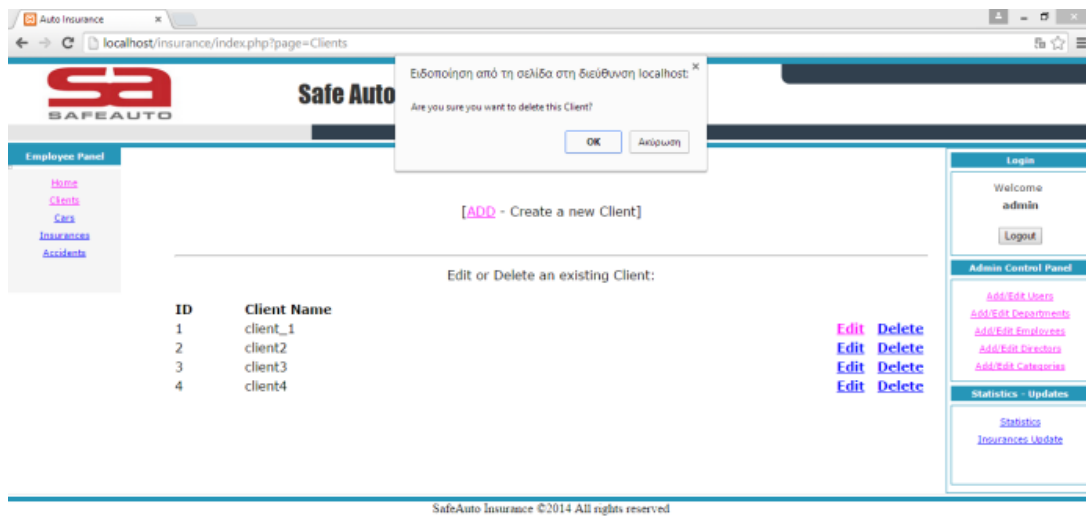 Auto Insurance
localhost/insurance/index.php?page=Clients
sa
SAFEAUTO
Safe Auto
Ειδοποίηση από τη σελίδα στη διεύθυνση localhost:
Are you sure you want to delete this Client?
OK Ακύρωση
Employee Panel
Home
Clients
Cars
Insurances
Accidents
[ADD - Create a new Client]
Edit or Delete an existing Client:
ID Client Name
1 client_1 Edit Delete
2 client2 Edit Delete
3 client3 Edit Delete
4 client4 Edit Delete
Login
Welcome
admin
Logout
Admin Control Panel
Add/Edit Users
Add/Edit Departments
Add/Edit Employees
Add/Edit Directors
Add/Edit Categories
Statistics - Updates
Statistics
Insurances Update
SafeAuto Insurance ©2014 All rights reserved